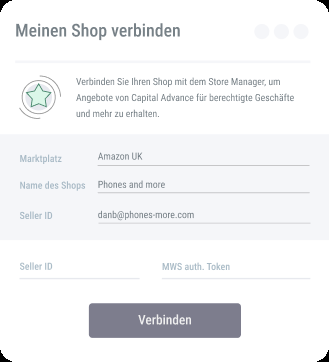 Meinen Shop verbinden
Verbinden Sie Ihren Shop mit dem Store Manager, um
Angebote von Capital Advance für berechtigte Geschäfte
und mehr zu erhalten.
Marktplatz Amazon UK
Name des Shops Phones and more
Seller ID danb@phones-more.com
Seller ID MWS auth. Token
Verbinden